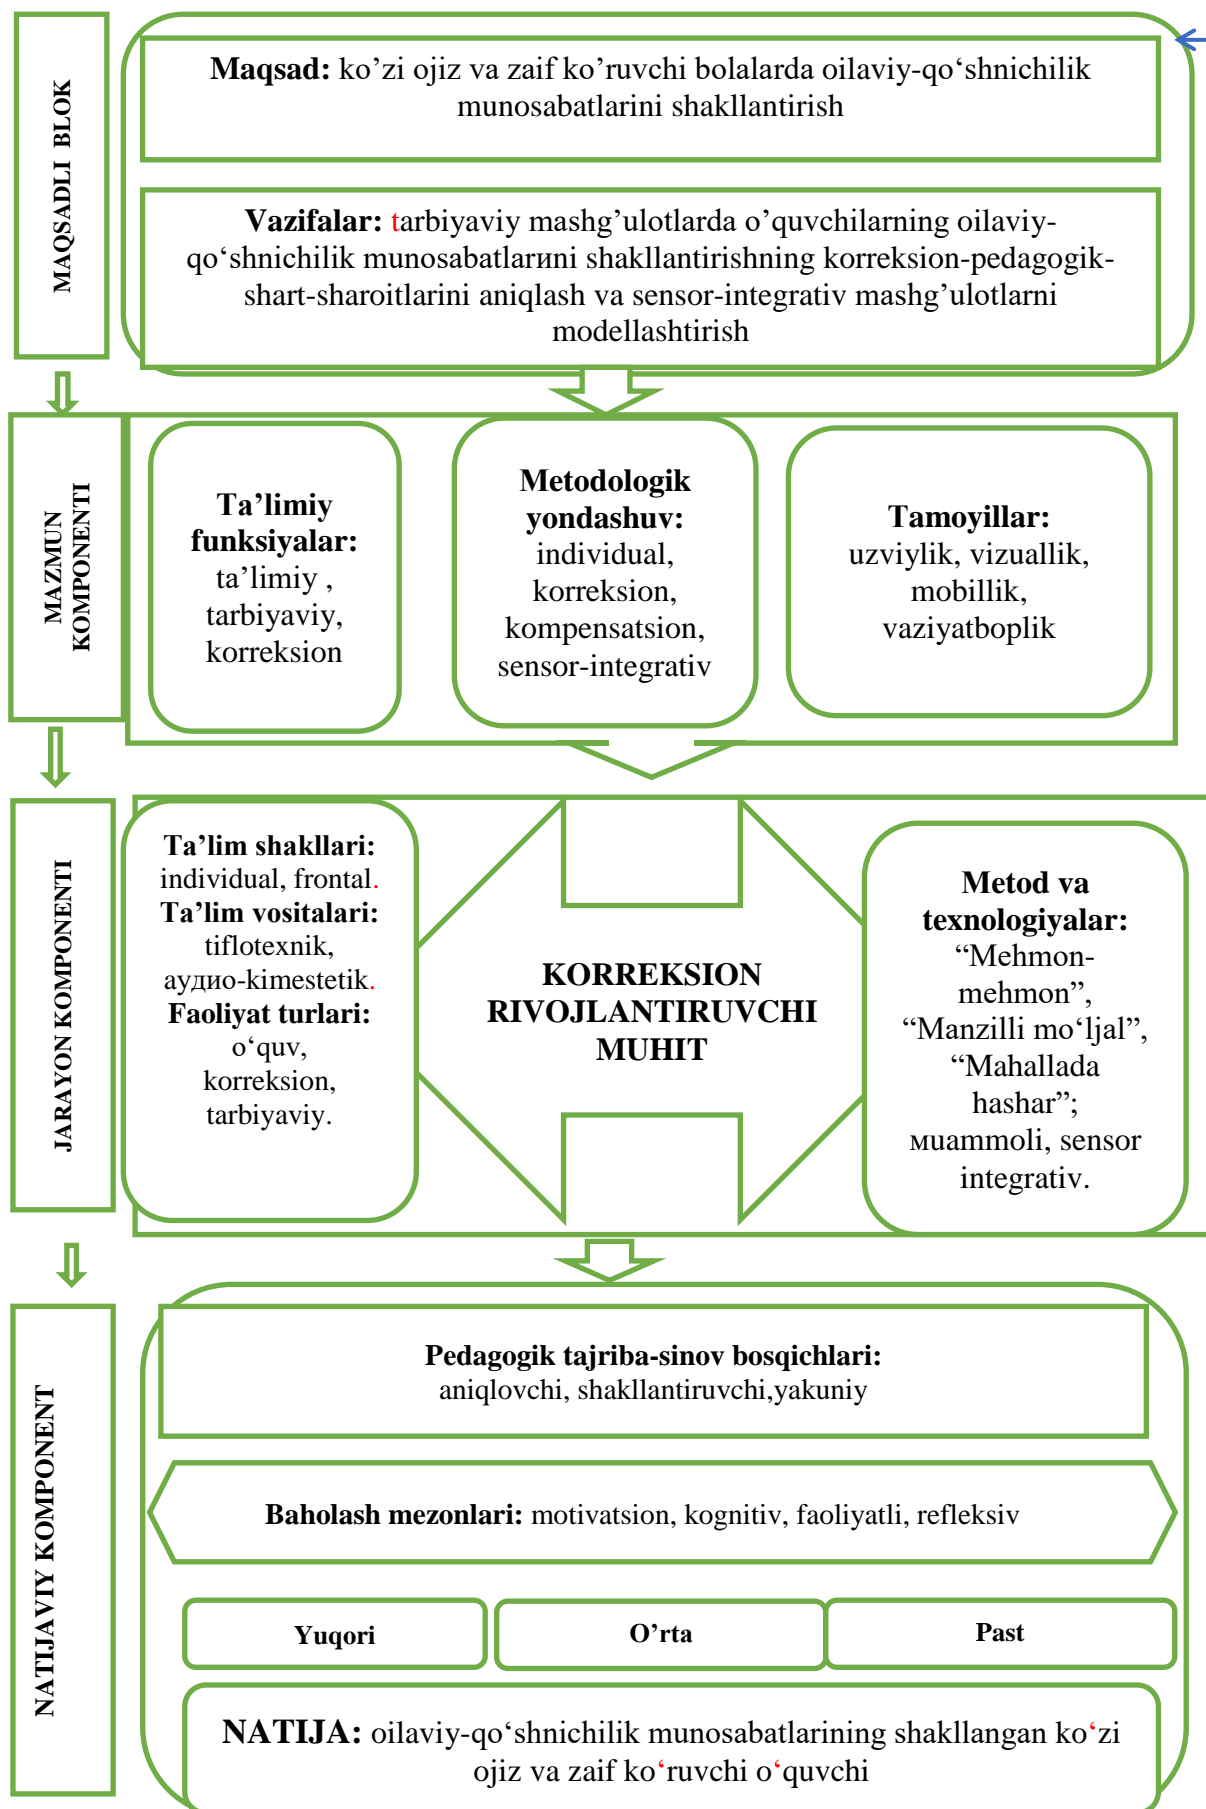 MAQSADLI BLOK
Maqsad: ko’zi ojiz va zaif ko’ruvchi bolalarda oilaviy-qo‘shnichilik
munosabatlarini shakllantirish
Vazifalar: tarbiyaviy mashg’ulotlarda o’quvchilarning oilaviy-
qo‘shnichilik munosabatlarиni shakllantirishning korreksion-pedagogik-
shart-sharoitlarini aniqlash va sensor-integrativ mashg’ulotlarni
modellashtirish
MAZMUN
KOMPONENTI
Ta’limiy
funksiyalar:
ta’limiy ,
tarbiyaviy,
korreksion
Metodologik
yondashuv:
individual,
korreksion,
kompensatsion,
sensor-integrativ
Tamoyillar:
uzviylik, vizuallik,
mobillik,
vaziyatboplik
JARAYON KOMPONENTI
Ta’lim shakllari:
individual, frontal.
Ta’lim vositalari:
tiflotexnik,
аудио-kimestetik.
Faoliyat turlari:
o‘quv,
korreksion,
tarbiyaviy.
KORREKSION
RIVOJLANTIRUVCHI
MUHIT
Metod va
texnologiyalar:
“Mehmon-
mehmon”,
“Manzilli mo‘ljal”,
“Mahallada
hashar”;
мuammoli, sensor
integrativ.
NATIJAVIY KOMPONENT
Pedagogik tajriba-sinov bosqichlari:
aniqlovchi, shakllantiruvchi,yakuniy
Baholash mezonlari: motivatsion, kognitiv, faoliyatli, refleksiv
Yuqori
O’rta
Past
NATIJA: oilaviy-qo‘shnichilik munosabatlarining shakllangan ko‘zi
ojiz va zaif ko‘ruvchi o‘quvchi